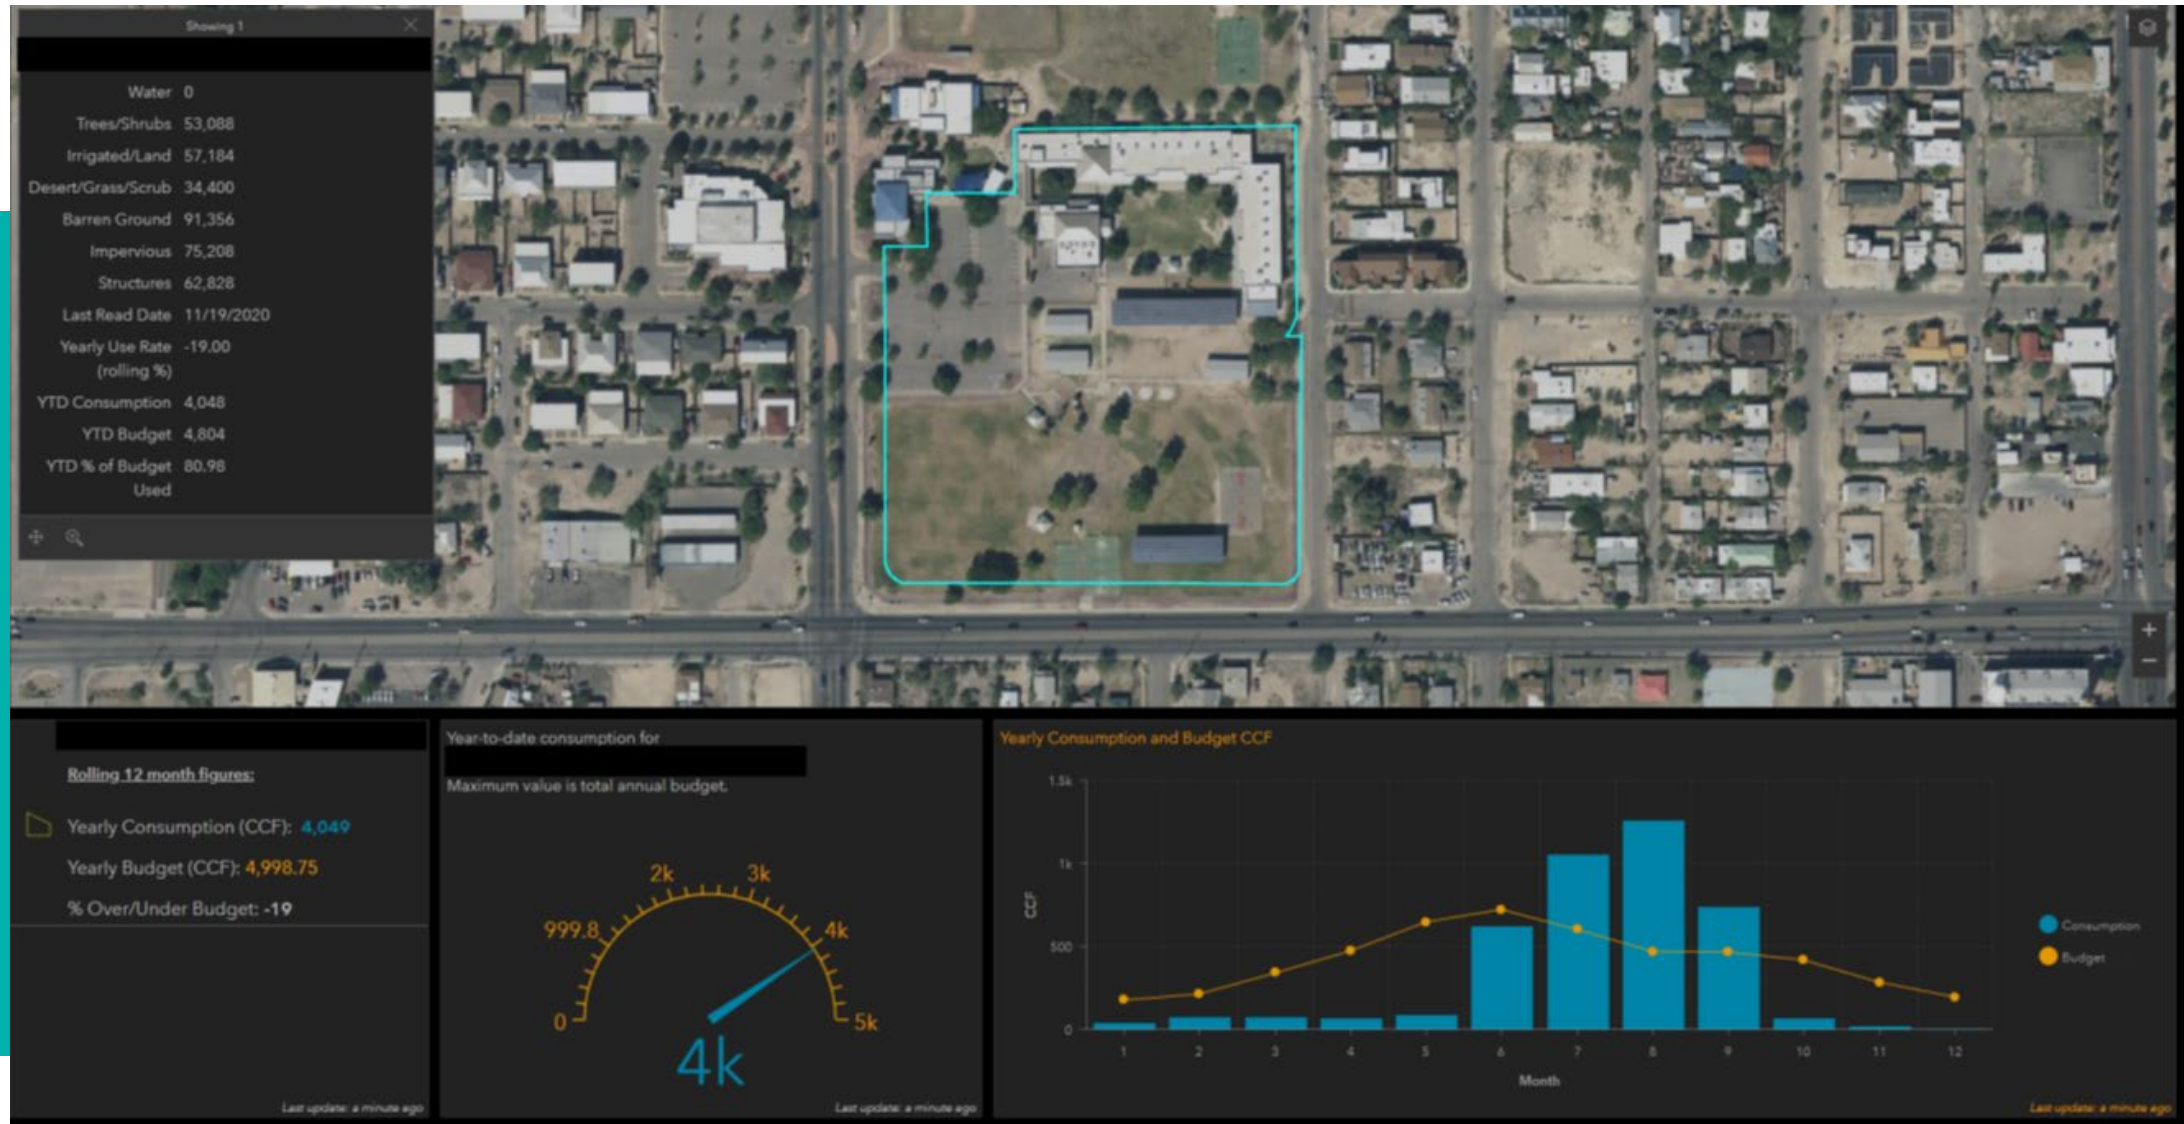 Showing 1
Water 0
Trees/Shrubs 53,088
Irrigated/Land 57,184
Desert/Grass/Scrub 34,400
Barren Ground 91,356
Impervious 75,208
Structures 62,828
Last Read Date 11/19/2020
Yearly Use Rate -19.00
(rolling %)
YTD Consumption 4,048
YTD Budget 4,804
YTD % of Budget 80.98
Used
+
−
Rolling 12 month figures:
Yearly Consumption (CCF): 4,049
Yearly Budget (CCF): 4,998.75
% Over/Under Budget: -19
Last update: a minute ago
Year-to-date consumption for
Maximum value is total annual budget.
2k 3k
999.8 4k
0 5k
4k
Last update: a minute ago
Yearly Consumption and Budget CCF
1.5k
1k
CCF
500
0
1 2 3 4 5 6 7 8 9 10 11 12
Month
Consumption
Budget
Last update: a minute ago